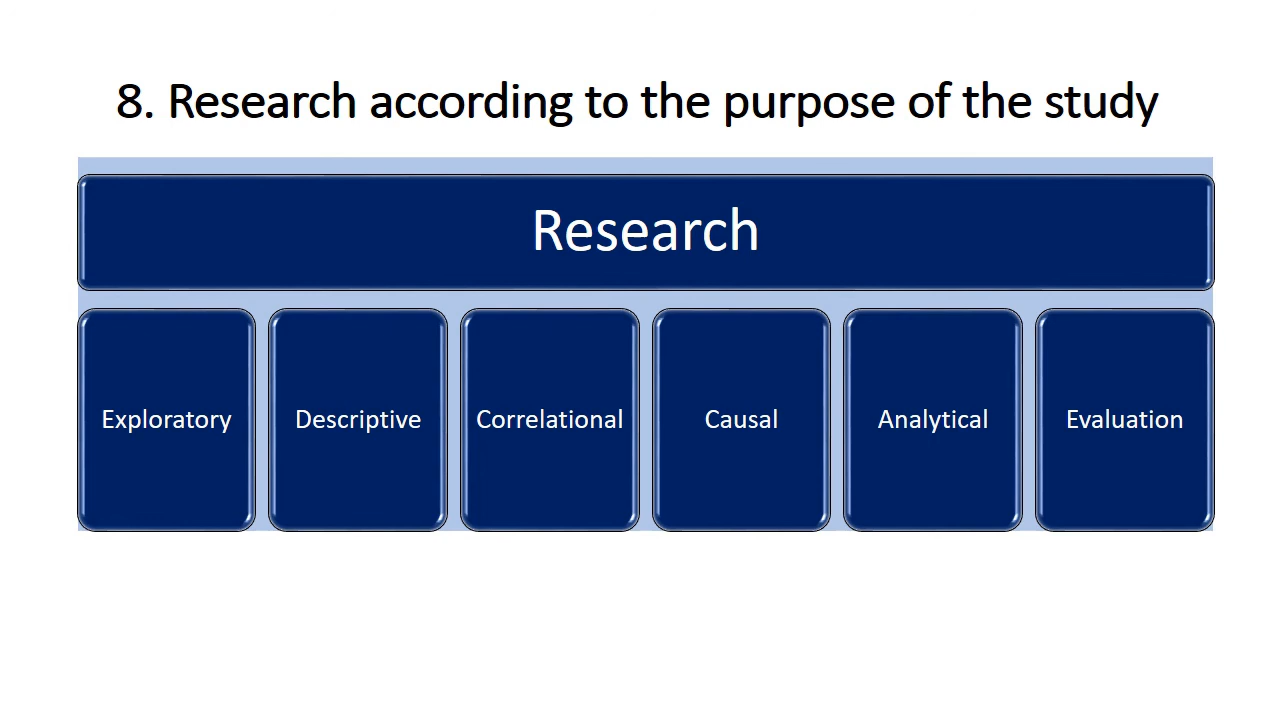 8. Research according to the purpose of the study
Research
Exploratory
Descriptive
Correlational
Causal
Analytical
Evaluation